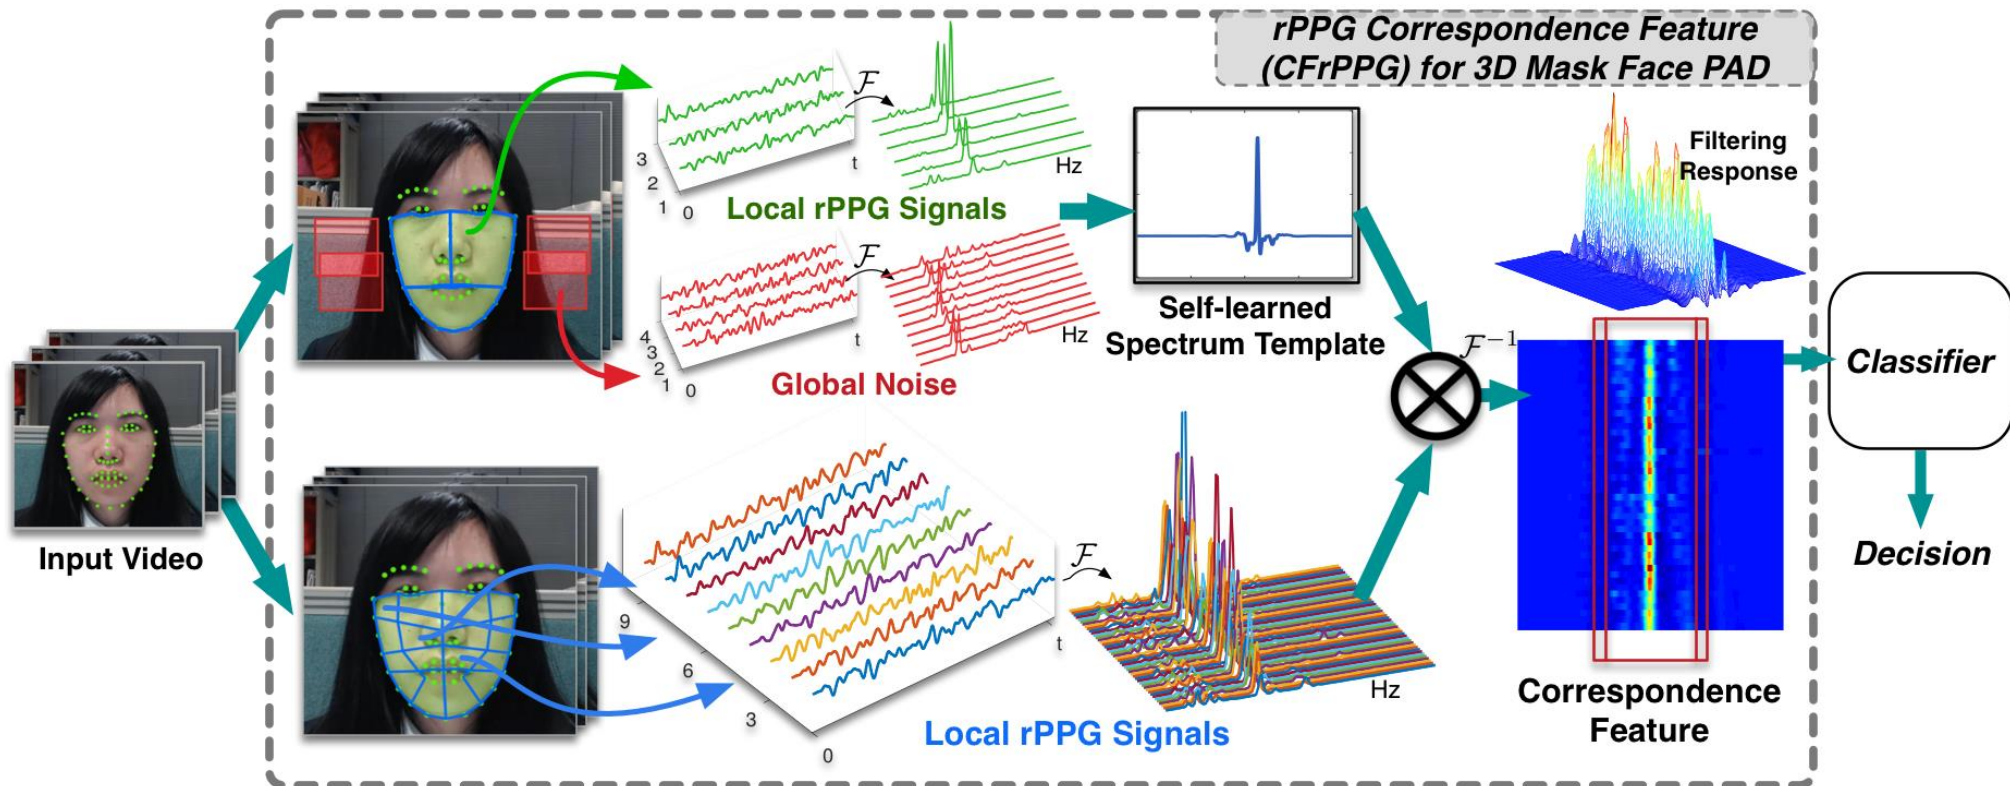 rPPG Correspondence Feature
(CFrPPG) for 3D Mask Face PAD
ℱ
3
2
1
0
t
Hz
Local rPPG Signals
ℱ
4
3
2
1
0
t
Hz
Global Noise
Self-learned
Spectrum Template
Filtering
Response
ℱ⁻¹
Classifier
Decision
Input Video
9
6
3
0
t
ℱ
Hz
Local rPPG Signals
Correspondence
Feature